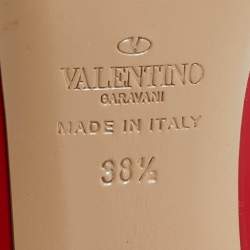 V
VALENTINO
GARAVANI
MADE IN ITALY
38½